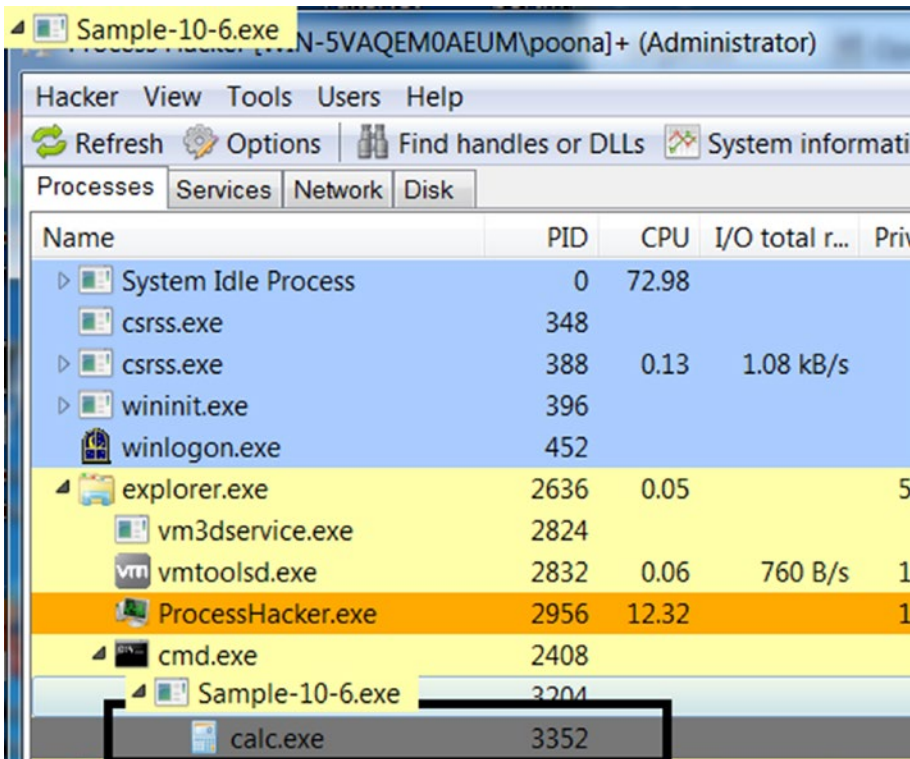 Sample-10-6.exe
[WIN-5VAQEM0AEUM\poona]+ (Administrator)
Hacker View Tools Users Help
Refresh Options Find handles or DLLs System informati
Processes Services Network Disk
Name PID CPU I/O total r... Priv
System Idle Process 0 72.98
csrss.exe 348
csrss.exe 388 0.13 1.08 kB/s
wininit.exe 396
winlogon.exe 452
explorer.exe 2636 0.05 5
vm3dservice.exe 2824
vmtoolsd.exe 2832 0.06 760 B/s 1
ProcessHacker.exe 2956 12.32 1
cmd.exe 2408
Sample-10-6.exe 3204
calc.exe 3352